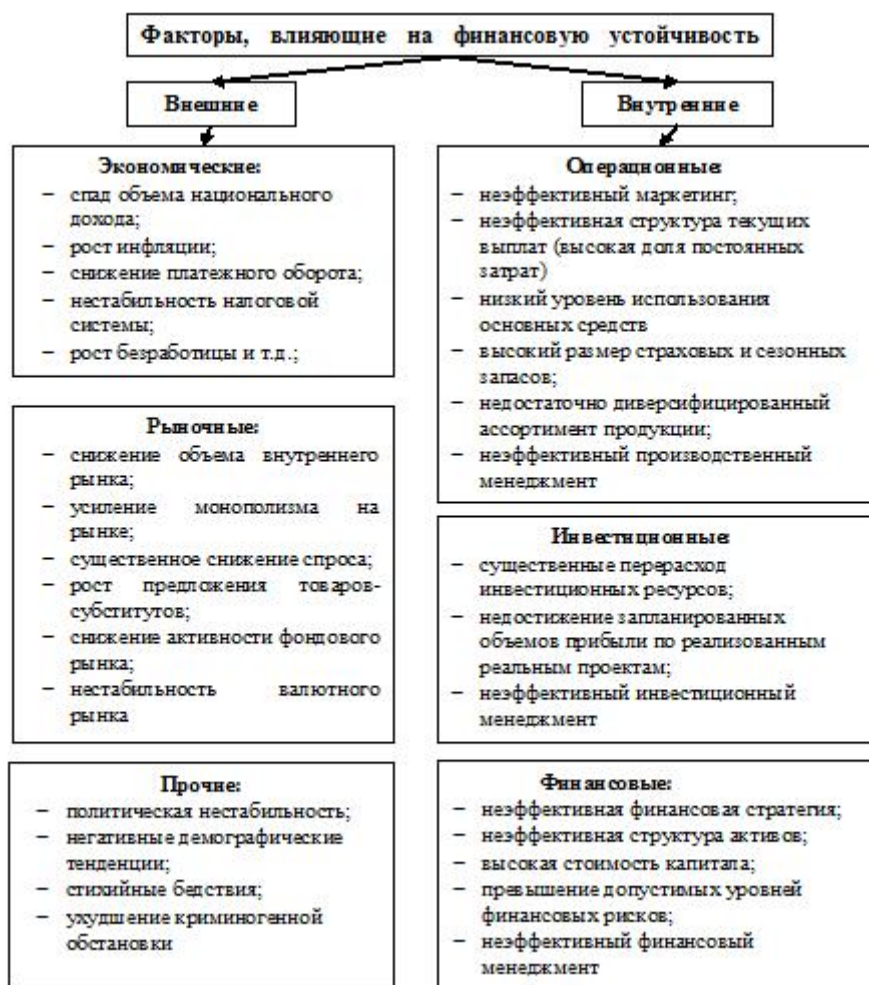 Факторы, влияющие на финансовую устойчивость
Внешние
Экономические:
– спад объема национального
дохода;
– рост инфляции;
– снижение платежного оборота;
– нестабильность налоговой
системы;
– рост безработицы и т.д.;
Рыночные:
– снижение объема внутреннего
рынка;
– усиление монополизма на
рынке;
– существенное снижение спроса;
– рост предложения товаров-
субститутов;
– снижение активности фондового
рынка;
– нестабильность валютного
рынка
Прочие:
– политическая нестабильность;
– негативные демографические
тенденции;
– стихийные бедствия;
– ухудшение криминогенной
обстановки
Внутренние
Операционные:
– неэффективный маркетинг;
– неэффективная структура текущих
выплат (высокая доля постоянных
затрат)
– низкий уровень использования
основных средств
– высокий размер страховых и сезонных
запасов;
– недостаточно диверсифицированный
ассортимент продукции;
– неэффективный производственный
менеджмент
Инвестиционные:
– существенные перерасход
инвестиционных ресурсов;
– недостижение запланированных
объемов прибыли по реализованным
реальным проектам;
– неэффективный инвестиционный
менеджмент
Финансовые:
– неэффективная финансовая стратегия;
– неэффективная структура активов;
– высокая стоимость капитала;
– превышение допустимых уровней
финансовых рисков;
– неэффективный финансовый
менеджмент